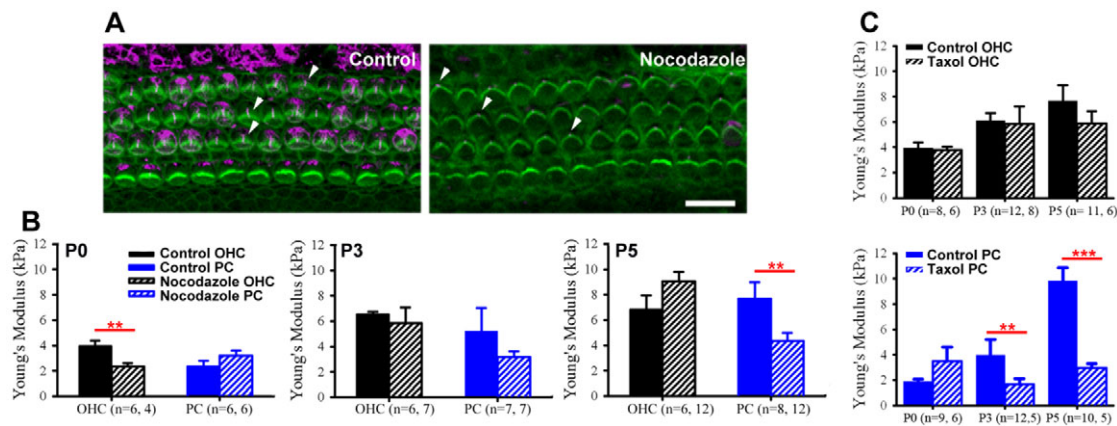 A
Control
Nocodazole
B
P0
Young's Modulus (kPa)
12
10
8
6
4
2
0
Control OHC
Control PC
Nocodazole OHC
Nocodazole PC
**
OHC (n=6, 4)
PC (n=6, 6)
P3
Young's Modulus (kPa)
12
10
8
6
4
2
0
OHC (n=6, 7)
PC (n=7, 7)
P5
Young's Modulus (kPa)
12
10
8
6
4
2
0
**
OHC (n=6, 12)
PC (n=8, 12)
C
Young's Modulus (kPa)
12
10
8
6
4
2
0
Control OHC
Taxol OHC
P0 (n=8, 6)
P3 (n=12, 8)
P5 (n= 11, 6)
Young's Modulus (kPa)
12
10
8
6
4
2
0
Control PC
Taxol PC
**
***
P0 (n=9, 6)
P3 (n=12,5)
P5 (n=10, 5)